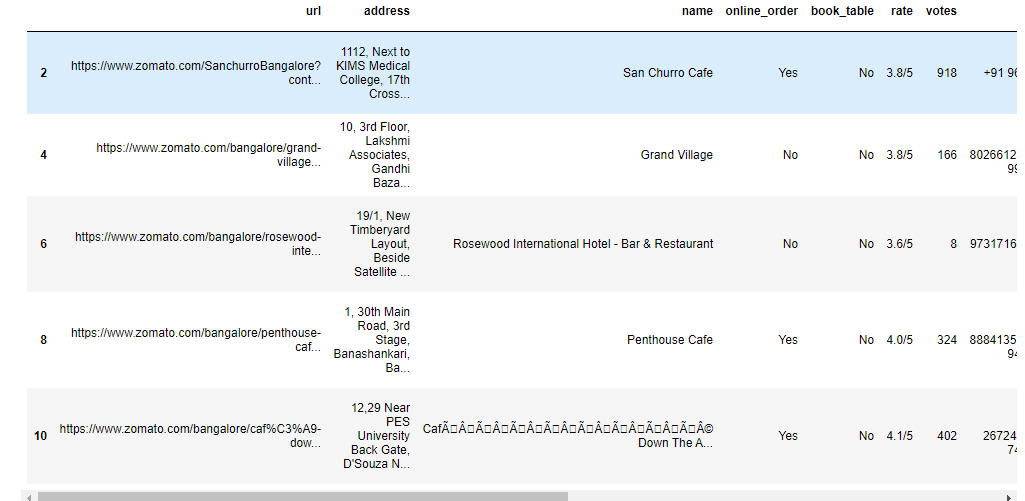 url address name online_order book_table rate votes
2 https://www.zomato.com/SanchurroBangalore?cont... 1112, Next to KIMS Medical College, 17th Cross... San Churro Cafe Yes No 3.8/5 918 +91 96
4 https://www.zomato.com/bangalore/grand-village... 10, 3rd Floor, Lakshmi Associates, Gandhi Baza... Grand Village No No 3.8/5 166 8026612 99
6 https://www.zomato.com/bangalore/rosewood-inte... 19/1, New Timberyard Layout, Beside Satellite ... Rosewood International Hotel - Bar & Restaurant No No 3.6/5 8 9731716
8 https://www.zomato.com/bangalore/penthouse-caf... 1, 30th Main Road, 3rd Stage, Banashankari, Ba... Penthouse Cafe Yes No 4.0/5 324 8884135 94
10 https://www.zomato.com/bangalore/caf%C3%A9-dow... 12,29 Near PES University Back Gate, D'Souza N... Down The A... Yes No 4.1/5 402 26724 74